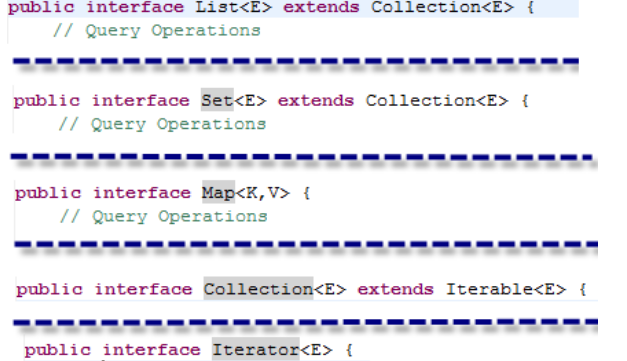 public interface List<E> extends Collection<E> {
// Query Operations
public interface Set<E> extends Collection<E> {
// Query Operations
public interface Map<K,V> {
// Query Operations
public interface Collection<E> extends Iterable<E> {
public interface Iterator<E> {